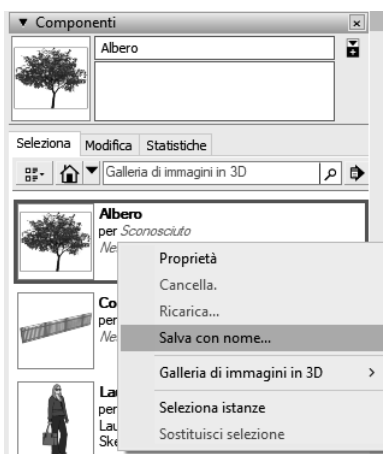 ▼ Componenti
Albero
Seleziona Modifica Statistiche
Galleria di immagini in 3D
Albero
per Sconosciuto
Proprietà
Cancella.
Ricarica...
Salva con nome...
Galleria di immagini in 3D >
Seleziona istanze
Sostituisci selezione
per
per